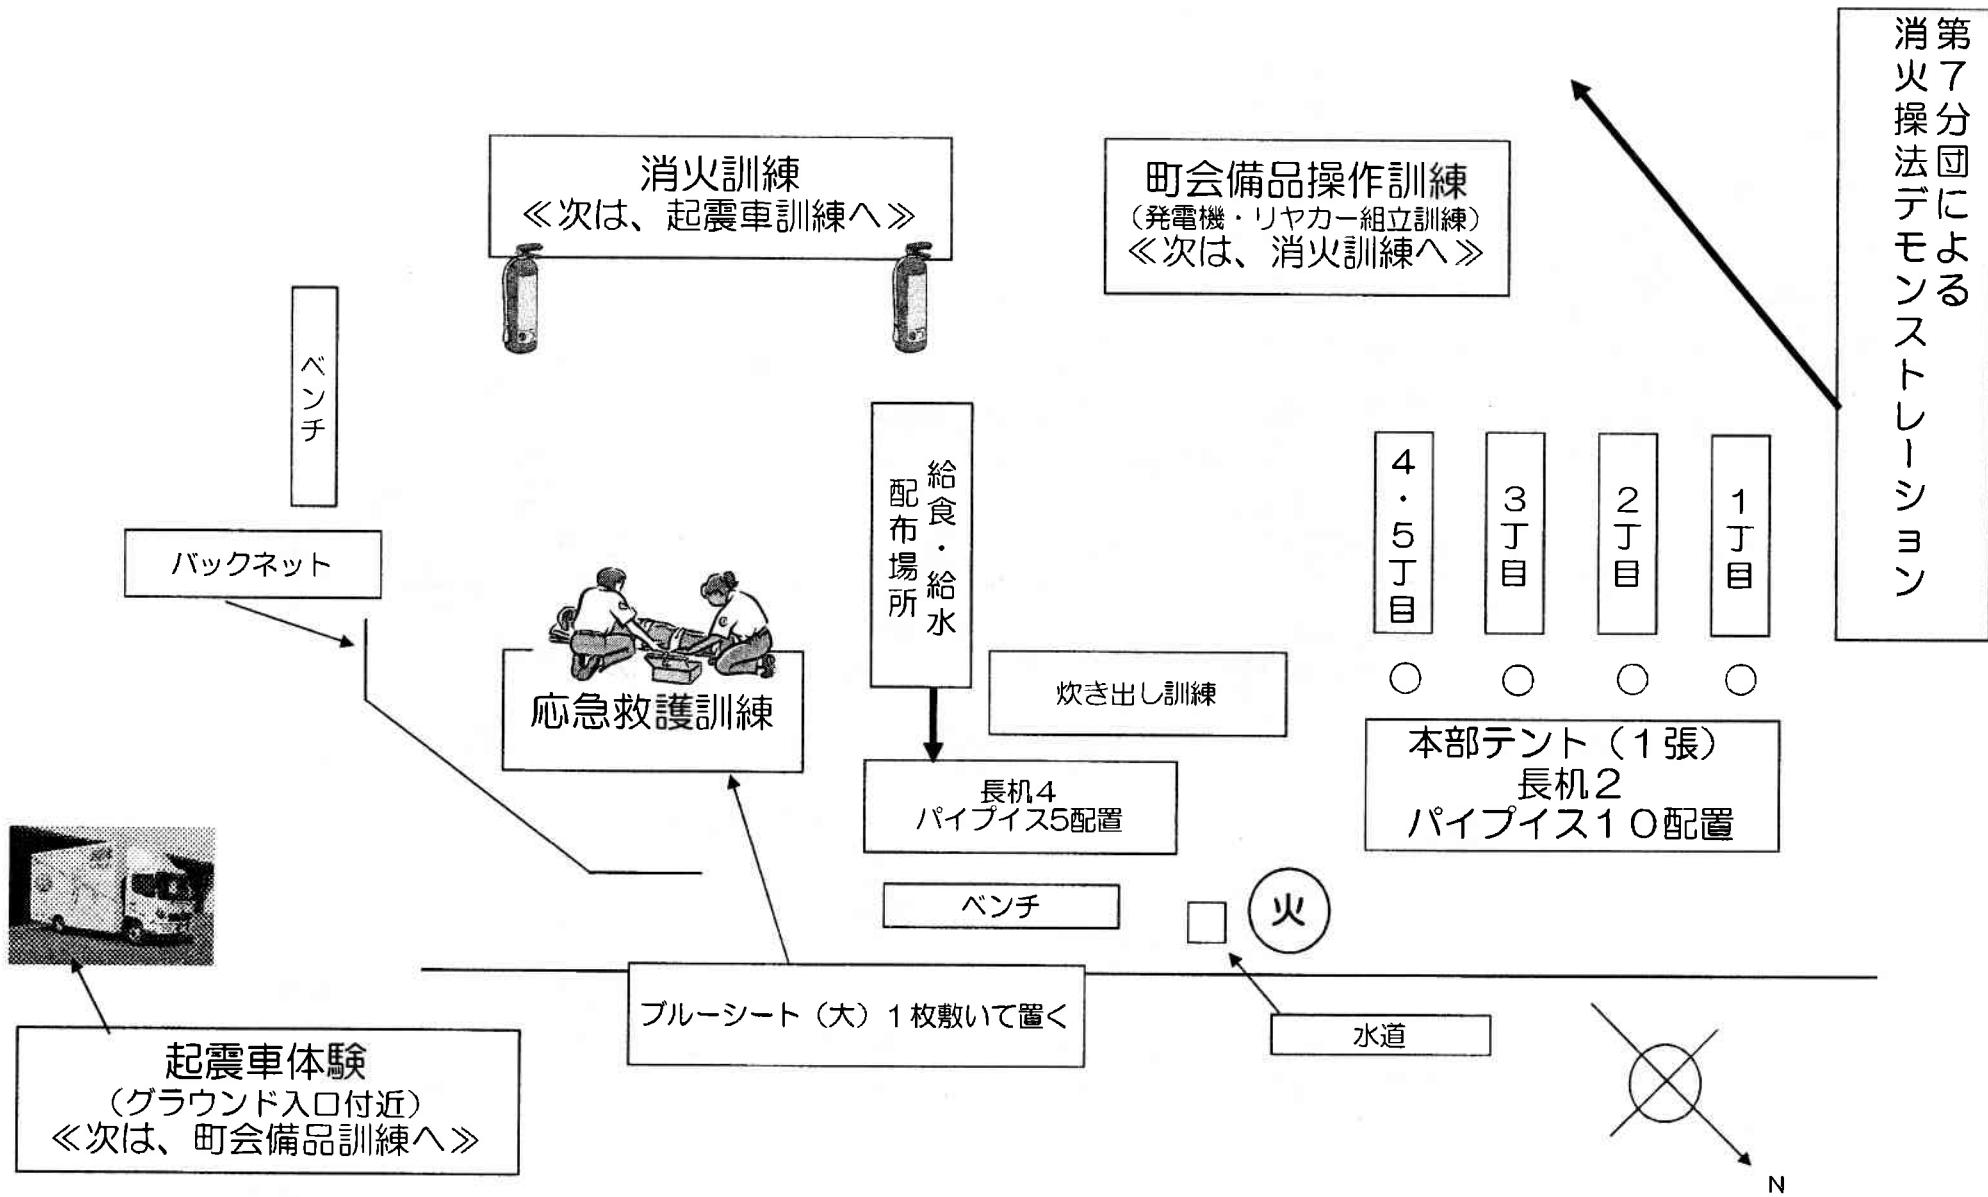 第７分団による
消火操法デモンストレーション
消火訓練
≪次は、起震車訓練へ≫
町会備品操作訓練
（発電機・リヤカー組立訓練）
≪次は、消火訓練へ≫
ベンチ
バックネット
給食・給水
配布場所
４・５丁目
３丁目
２丁目
１丁目
応急救護訓練
炊き出し訓練
本部テント（１張）
長机２
パイプイス１０配置
長机４
パイプイス5配置
ベンチ
火
ブルーシート（大）１枚敷いて置く
水道
起震車体験
（グラウンド入口付近）
≪次は、町会備品訓練へ≫
N